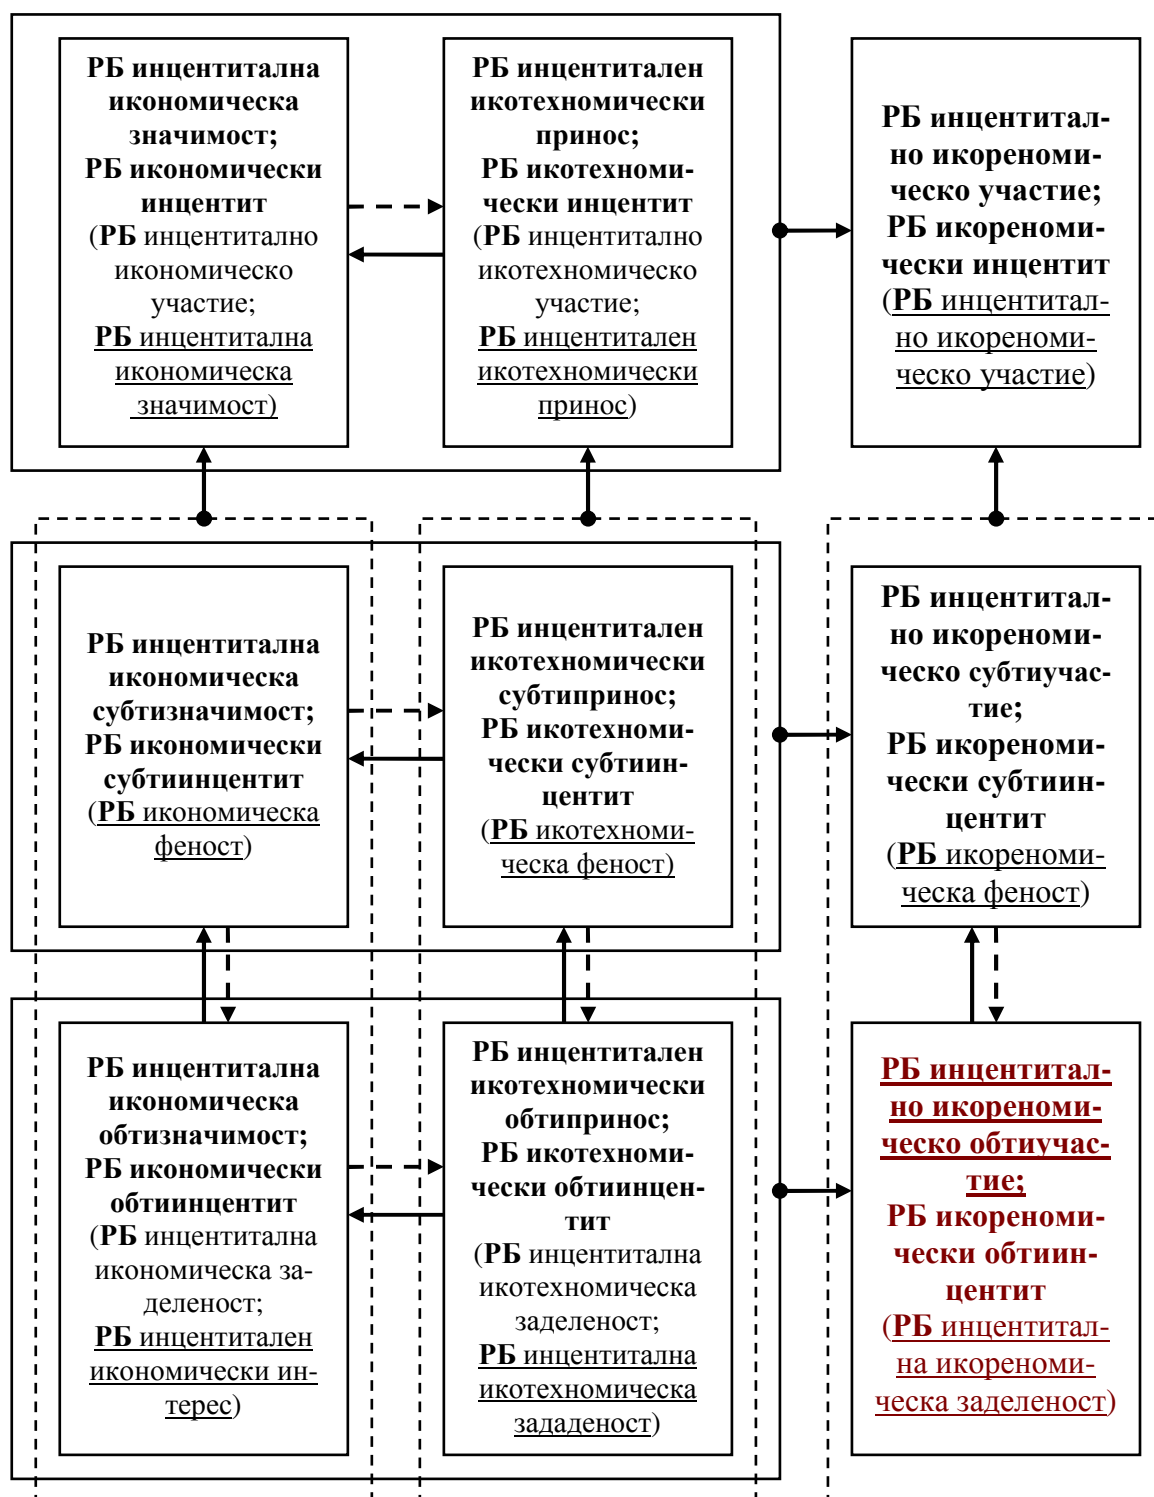 РБ инцентитална
икономическа
значимост;
РБ икономически
инцентит
(РБ инцентитално
икономическо
участие;
РБ инцентитална
икономическа
значимост)
РБ инцентитален
икотехномически
принос;
РБ икотехноми-
чески инцентит
(РБ инцентитално
икотехномическо
участие;
РБ инцентитален
икотехномически
принос)
РБ инцентитал-
но икореноми-
ческо участие;
РБ икореноми-
чески инцентит
(РБ инцентитал-
но икореноми-
ческо участие)
РБ инцентитална
икономическа
субтизначимост;
РБ икономически
субтиинцентит
(РБ икономическа
феност)
РБ инцентитален
икотехномически
субтипринос;
РБ икотехноми-
чески субтиин-
центит
(РБ икотехноми-
ческа феност)
РБ инцентитал-
но икореноми-
ческо субтиучас-
тие;
РБ икореноми-
чески субтиин-
центит
(РБ икореноми-
ческа феност)
РБ инцентитална
икономическа
обтизначимост;
РБ икономически
обтиинцентит
(РБ инцентитална
икономическа за-
деленост;
РБ инцентитален
икономически ин-
терес)
РБ инцентитален
икотехномически
обтипринос;
РБ икотехноми-
чески обтиинцен-
тит
(РБ инцентитална
икотехномическа
заделеност;
РБ инцентитална
икотехномическа
зададеност)
РБ инцентитал-
но икореноми-
ческо обтиучас-
тие;
РБ икореноми-
чески обтиин-
центит
(РБ инцентитал-
на икореноми-
ческа заделеност)